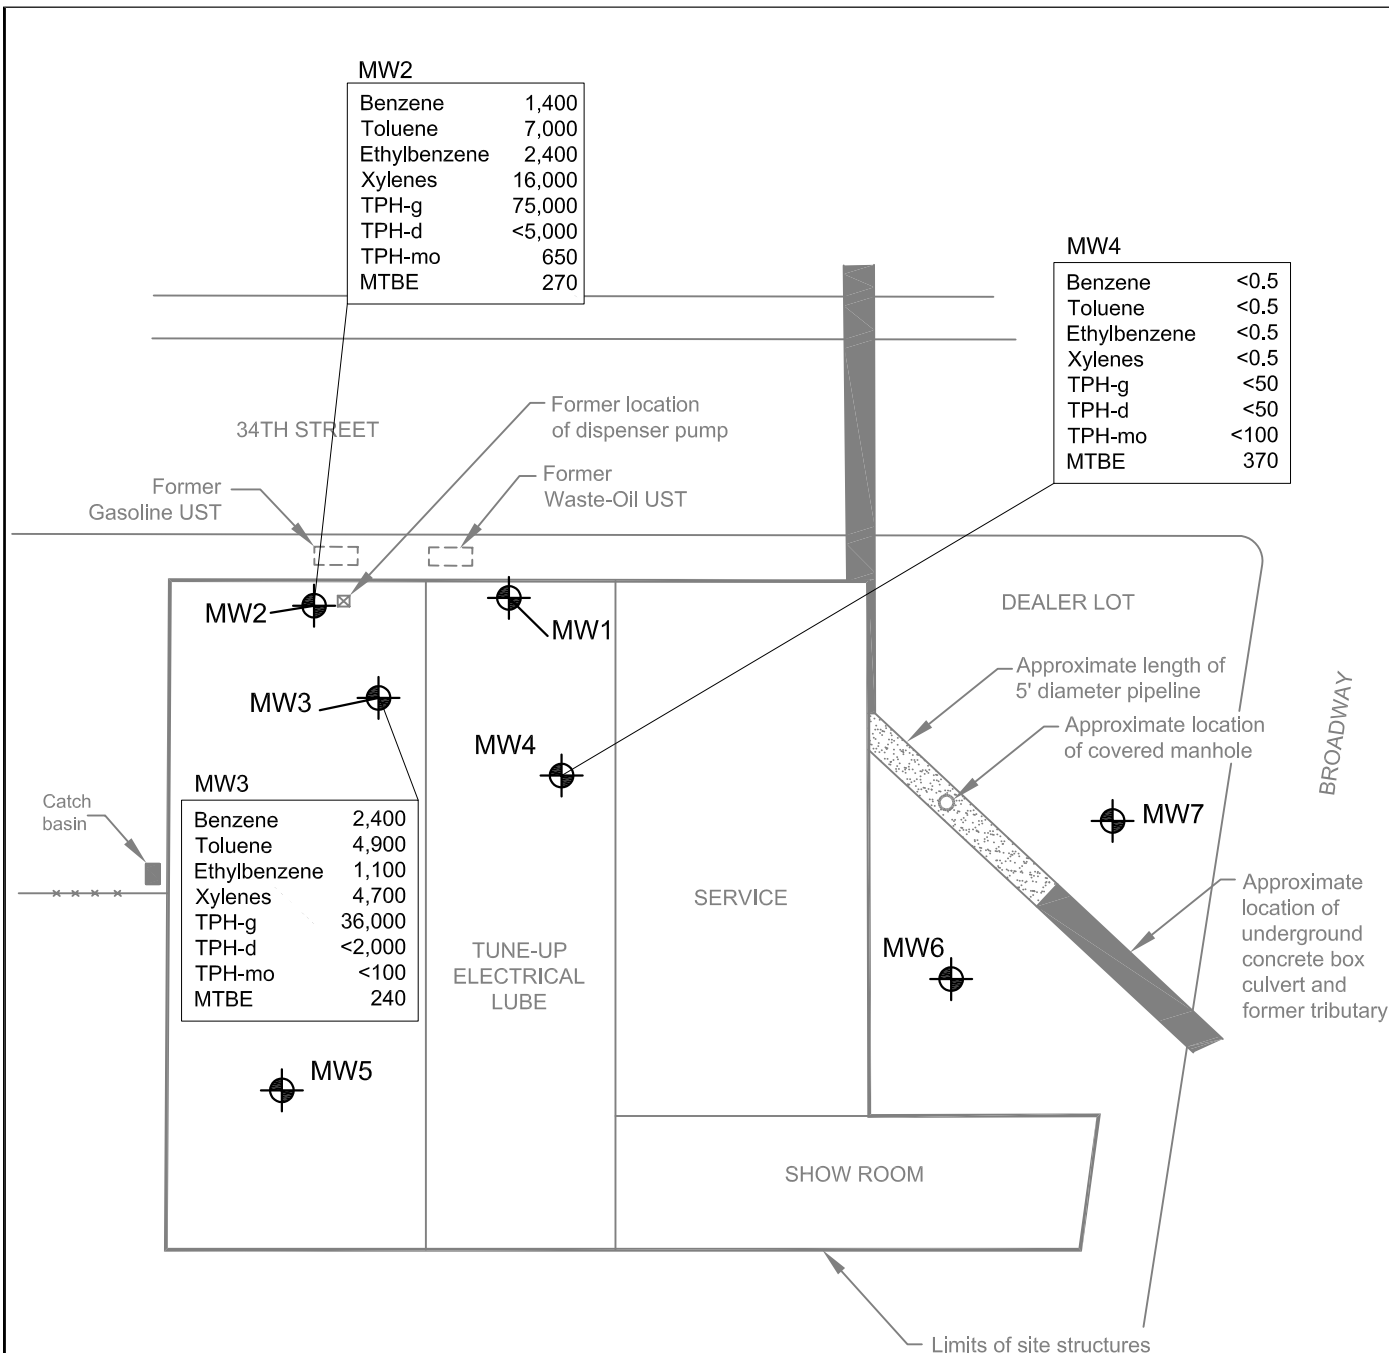 MW2
Benzene 1,400
Toluene 7,000
Ethylbenzene 2,400
Xylenes 16,000
TPH-g 75,000
TPH-d <5,000
TPH-mo 650
MTBE 270
MW4
Benzene <0.5
Toluene <0.5
Ethylbenzene <0.5
Xylenes <0.5
TPH-g <50
TPH-d <50
TPH-mo <100
MTBE 370
34TH STREET
Former location
of dispenser pump
Former
Gasoline UST
Former
Waste-Oil UST
MW2
MW1
DEALER LOT
MW3
Approximate length of
5' diameter pipeline
Approximate location
of covered manhole
BROADWAY
MW4
MW7
MW3
Benzene 2,400
Toluene 4,900
Ethylbenzene 1,100
Xylenes 4,700
TPH-g 36,000
TPH-d <2,000
TPH-mo <100
MTBE 240
Catch
basin
SERVICE
TUNE-UP
ELECTRICAL
LUBE
MW6
Approximate
location of
underground
concrete box
culvert and
former tributary
MW5
SHOW ROOM
Limits of site structures